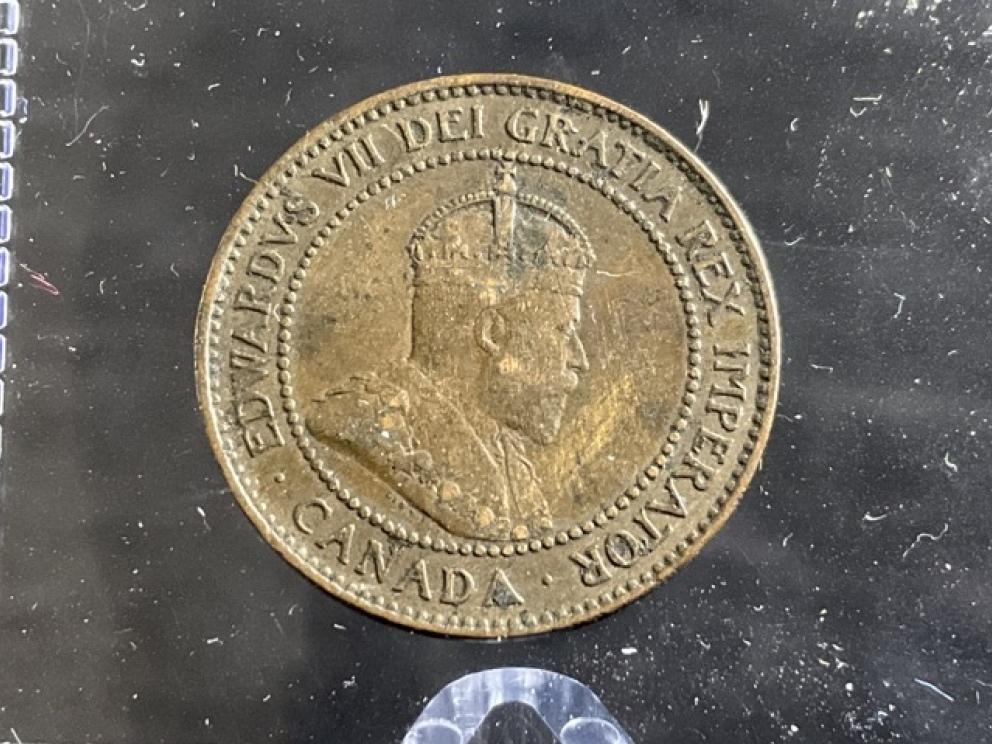 EDWARDVS VII DEI GRATIA REX IMPERATOR
· CANADA ·